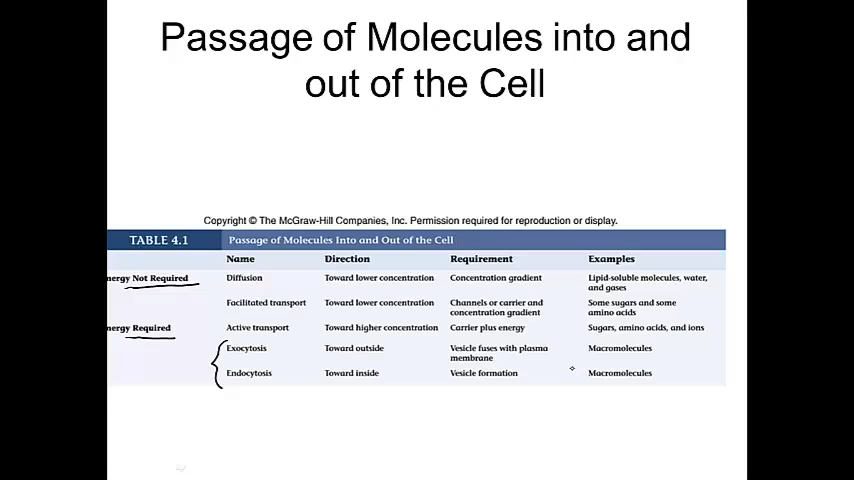 Passage of Molecules into and
out of the Cell
Copyright © The McGraw-Hill Companies, Inc. Permission required for reproduction or display.
TABLE 4.1 Passage of Molecules Into and Out of the Cell
Name Direction Requirement Examples
nergy Not Required Diffusion Toward lower concentration Concentration gradient Lipid-soluble molecules, water,
and gases
Facilitated transport Toward lower concentration Channels or carrier and Some sugars and some
concentration gradient amino acids
nergy Required Active transport Toward higher concentration Carrier plus energy Sugars, amino acids, and ions
Exocytosis Toward outside Vesicle fuses with plasma Macromolecules
membrane
Endocytosis Toward inside Vesicle formation Macromolecules